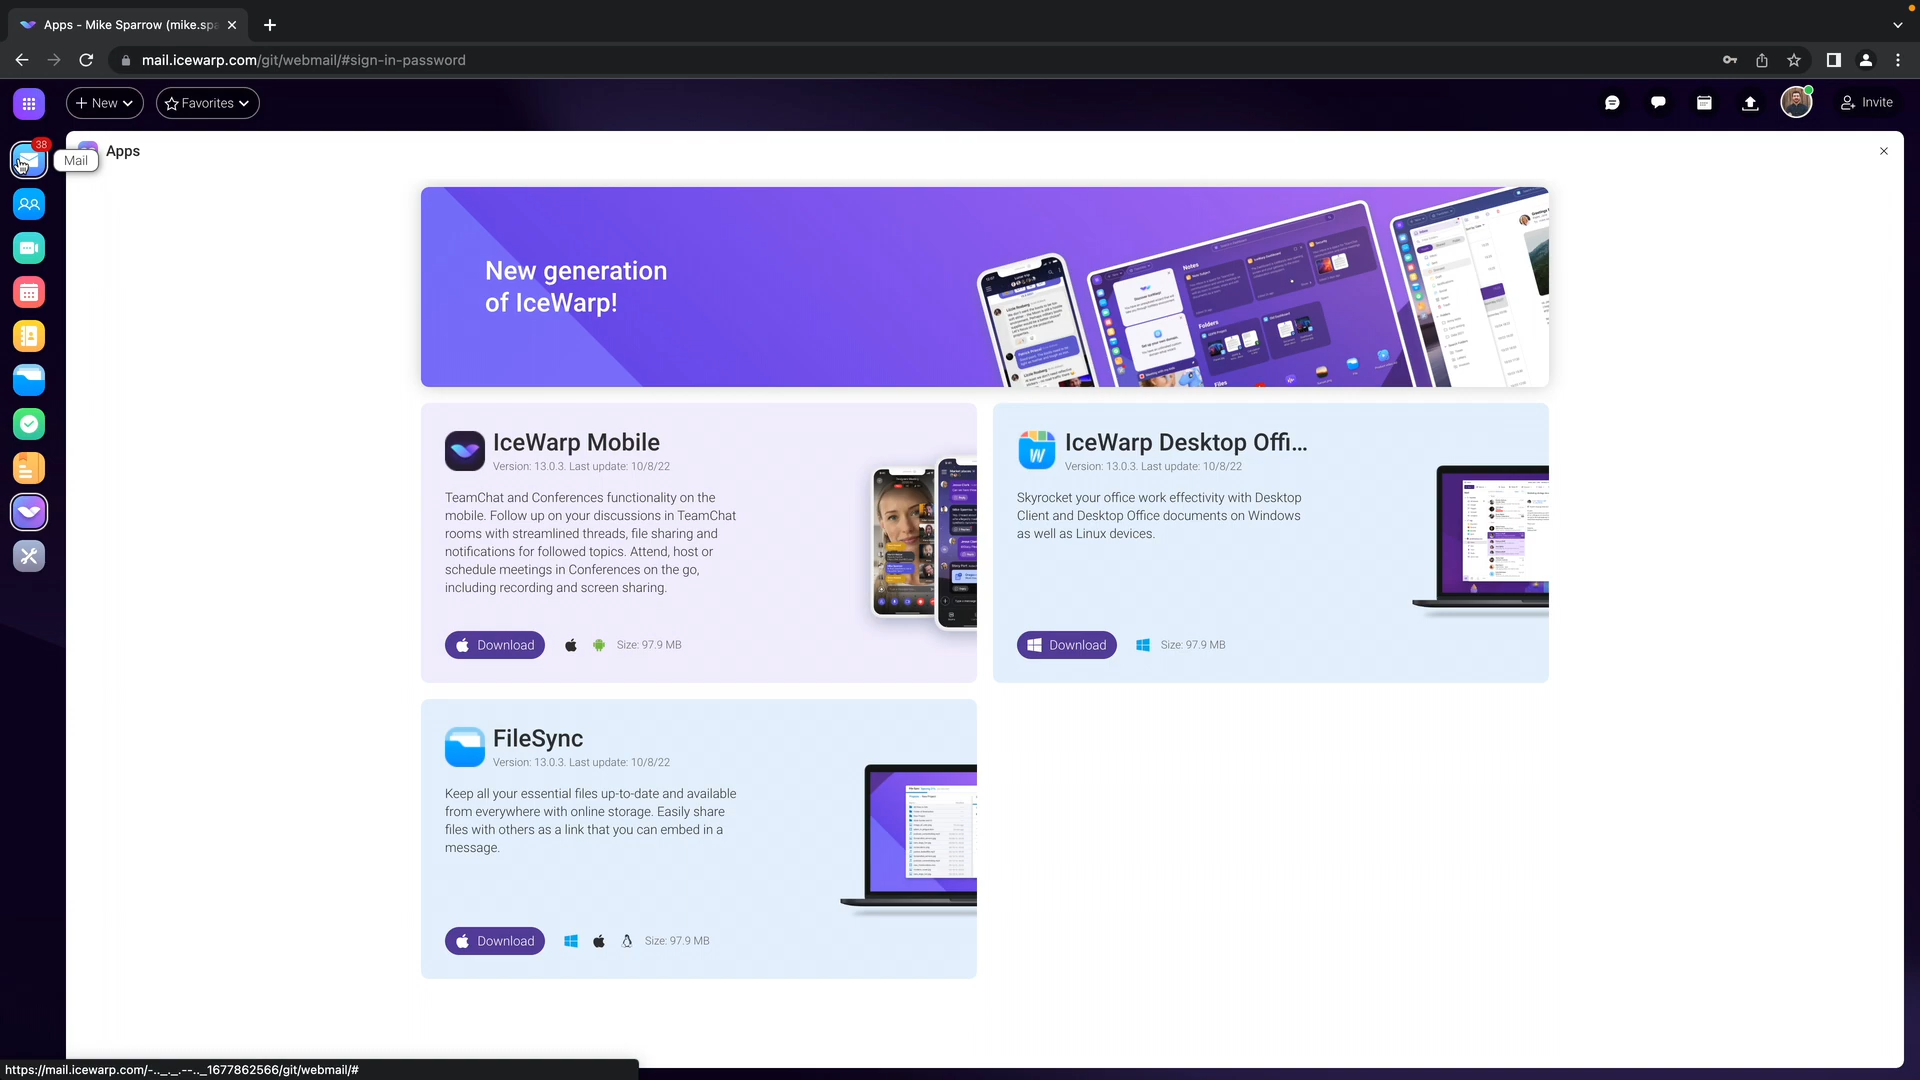 Apps - Mike Sparrow (mike.spa
mail.icewarp.com/git/webmail/#sign-in-password
New
Favorites
Invite
38
Mail
Apps
New generation
of IceWarp!
IceWarp Mobile
Version: 13.0.3. Last update: 10/8/22
TeamChat and Conferences functionality on the
mobile. Follow up on your discussions in TeamChat
rooms with streamlined threads, file sharing and
notifications for followed topics. Attend, host or
schedule meetings in Conferences on the go,
including recording and screen sharing.
Download
Size: 97.9 MB
IceWarp Desktop Offi...
Version: 13.0.3. Last update: 10/8/22
Skyrocket your office work effectivity with Desktop
Client and Desktop Office documents on Windows
as well as Linux devices.
Download
Size: 97.9 MB
FileSync
Version: 13.0.3. Last update: 10/8/22
Keep all your essential files up-to-date and available
from everywhere with online storage. Easily share
files with others as a link that you can embed in a
message.
Download
Size: 97.9 MB
https://mail.icewarp.com/-.._._.--.._1677862566/git/webmail/#